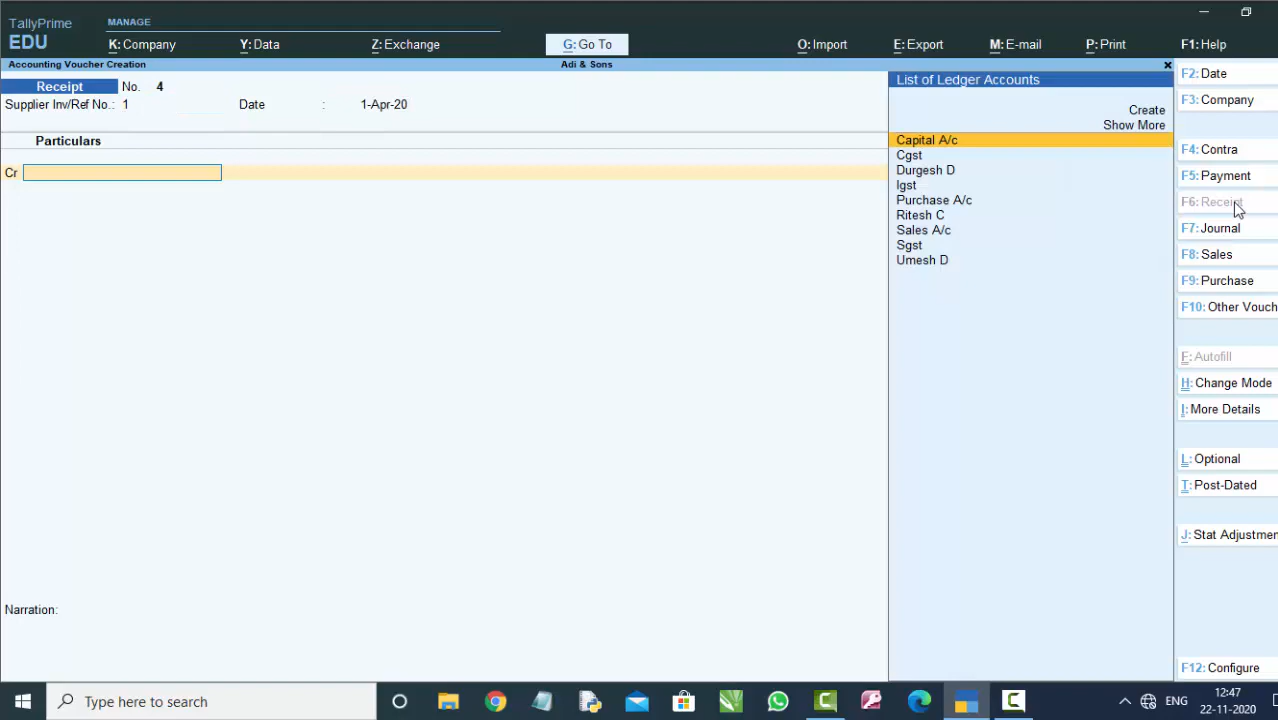 TallyPrime
EDU
MANAGE
K: Company
Y: Data
Z: Exchange
G: Go To
O: Import
E: Export
M: E-mail
P: Print
F1: Help
Accounting Voucher Creation
Adi & Sons
Receipt No. 4
Supplier Inv/Ref No.: 1 Date : 1-Apr-20
Particulars
Cr
Narration:
List of Ledger Accounts
Create
Show More
Capital A/c
Cgst
Durgesh D
Igst
Purchase A/c
Ritesh C
Sales A/c
Sgst
Umesh D
F2: Date
F3: Company
F4: Contra
F5: Payment
F6: Receipt
F7: Journal
F8: Sales
F9: Purchase
F10: Other Vouch
F: Autofill
H: Change Mode
I: More Details
L: Optional
T: Post-Dated
J: Stat Adjustmen
F12: Configure
Type here to search
ENG
12:47
22-11-2020